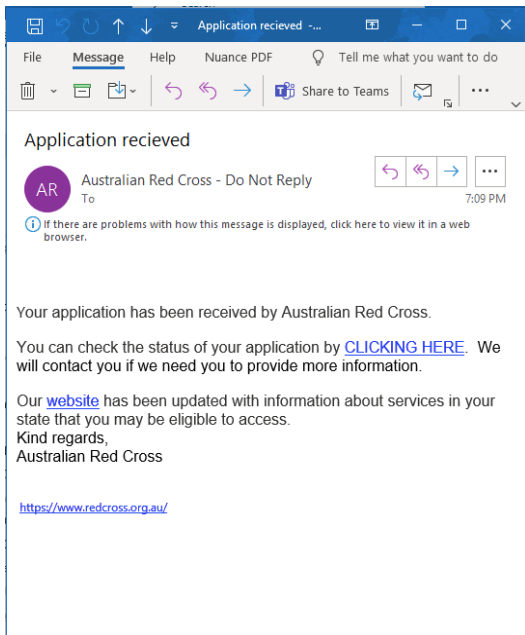 Application recieved -...
File Message Help Nuance PDF Tell me what you want to do
Share to Teams
Application recieved
AR
Australian Red Cross - Do Not Reply
To
7:09 PM
If there are problems with how this message is displayed, click here to view it in a web
browser.
Your application has been received by Australian Red Cross.
You can check the status of your application by CLICKING HERE. We
will contact you if we need you to provide more information.
Our website has been updated with information about services in your
state that you may be eligible to access.
Kind regards,
Australian Red Cross
https://www.redcross.org.au/